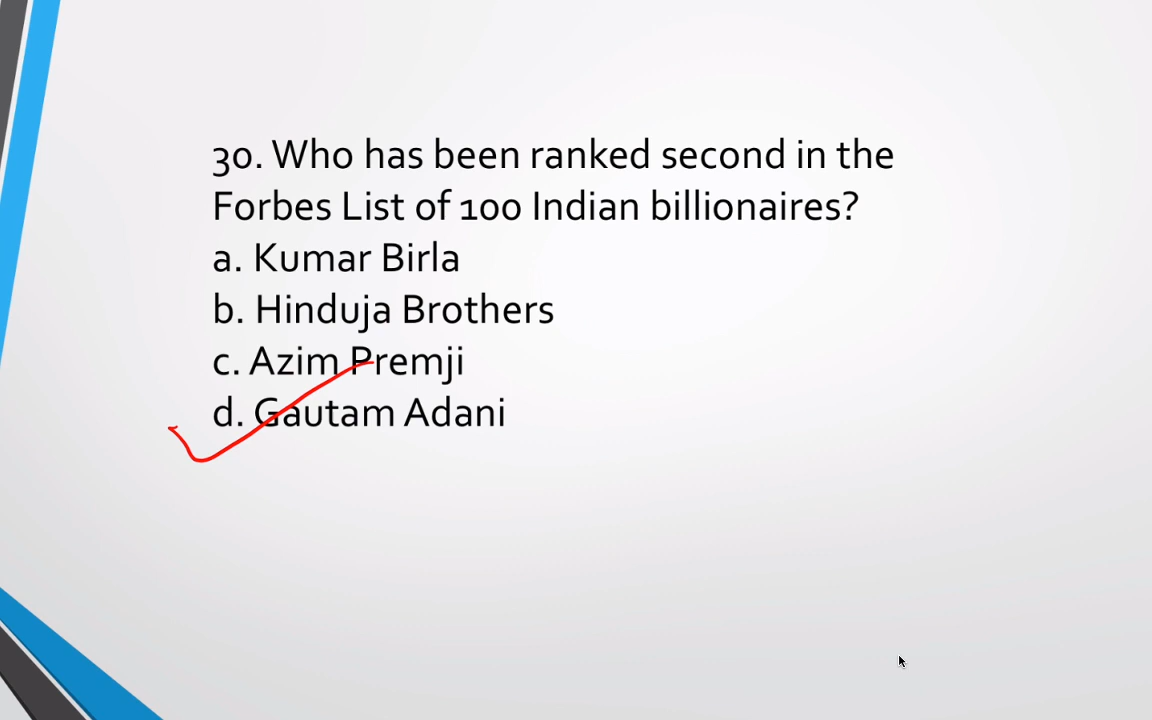 30. Who has been ranked second in the
Forbes List of 100 Indian billionaires?
a. Kumar Birla
b. Hinduja Brothers
c. Azim Premji
d. Gautam Adani